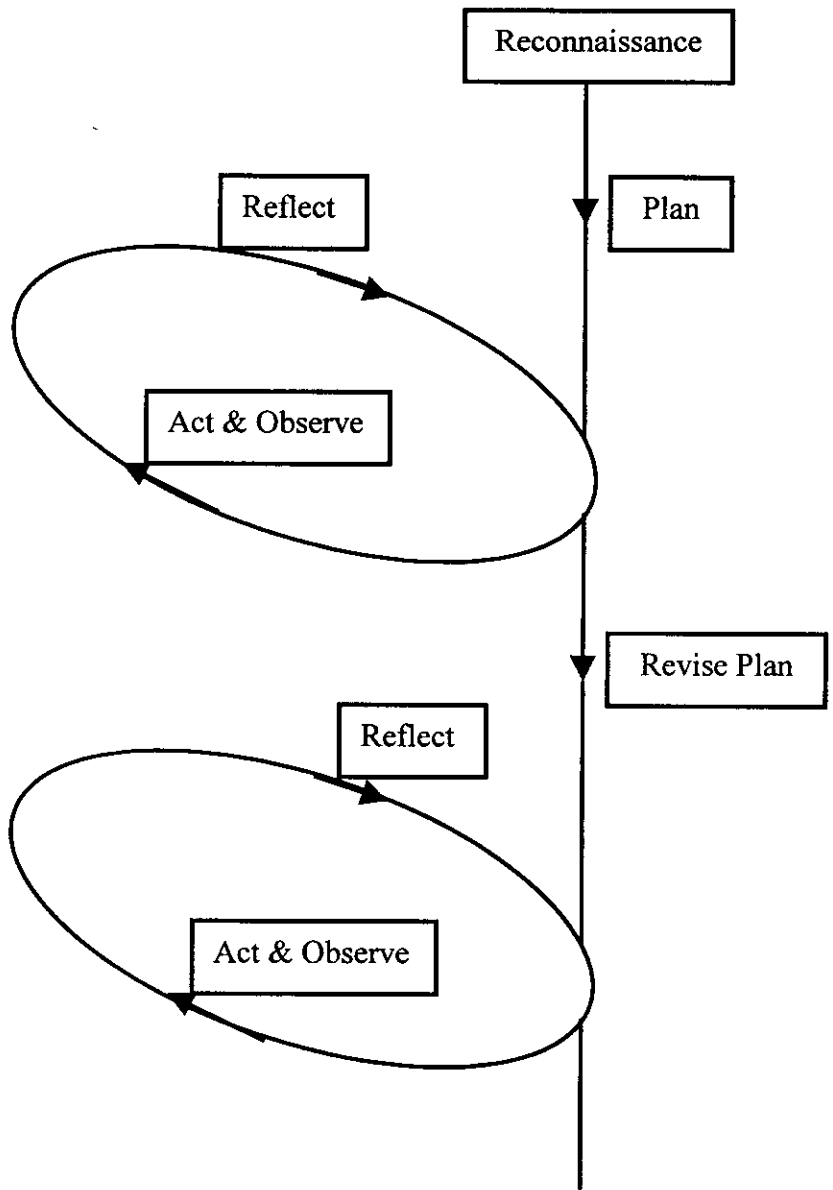 Reconnaissance
Reflect
Plan
Act & Observe
Revise Plan
Reflect
Act & Observe